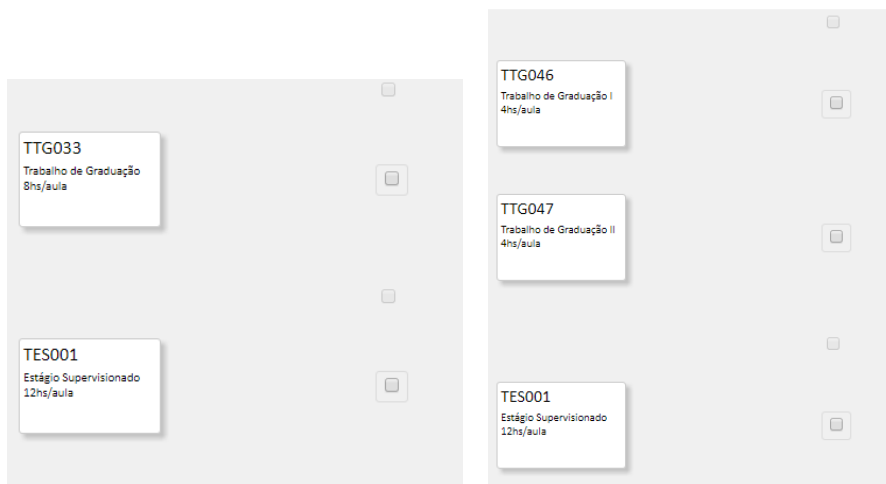 TTG033
Trabalho de Graduação
8hs/aula
TES001
Estágio Supervisionado
12hs/aula
TTG046
Trabalho de Graduação I
4hs/aula
TTG047
Trabalho de Graduação II
4hs/aula
TES001
Estágio Supervisionado
12hs/aula